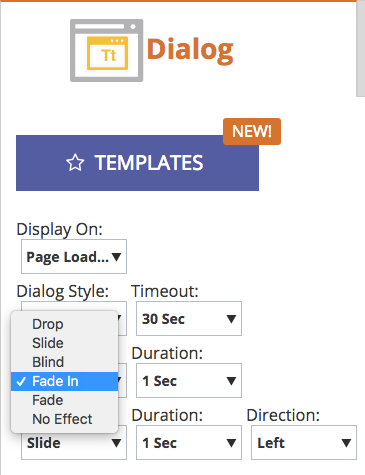 Tt
Dialog
NEW!
TEMPLATES
Display On:
Page Load...
Dialog Style: Timeout:
30 Sec
Drop
Slide
Blind
✓ Fade In
Fade
No Effect
Duration:
1 Sec
Duration: Direction:
Slide 1 Sec Left